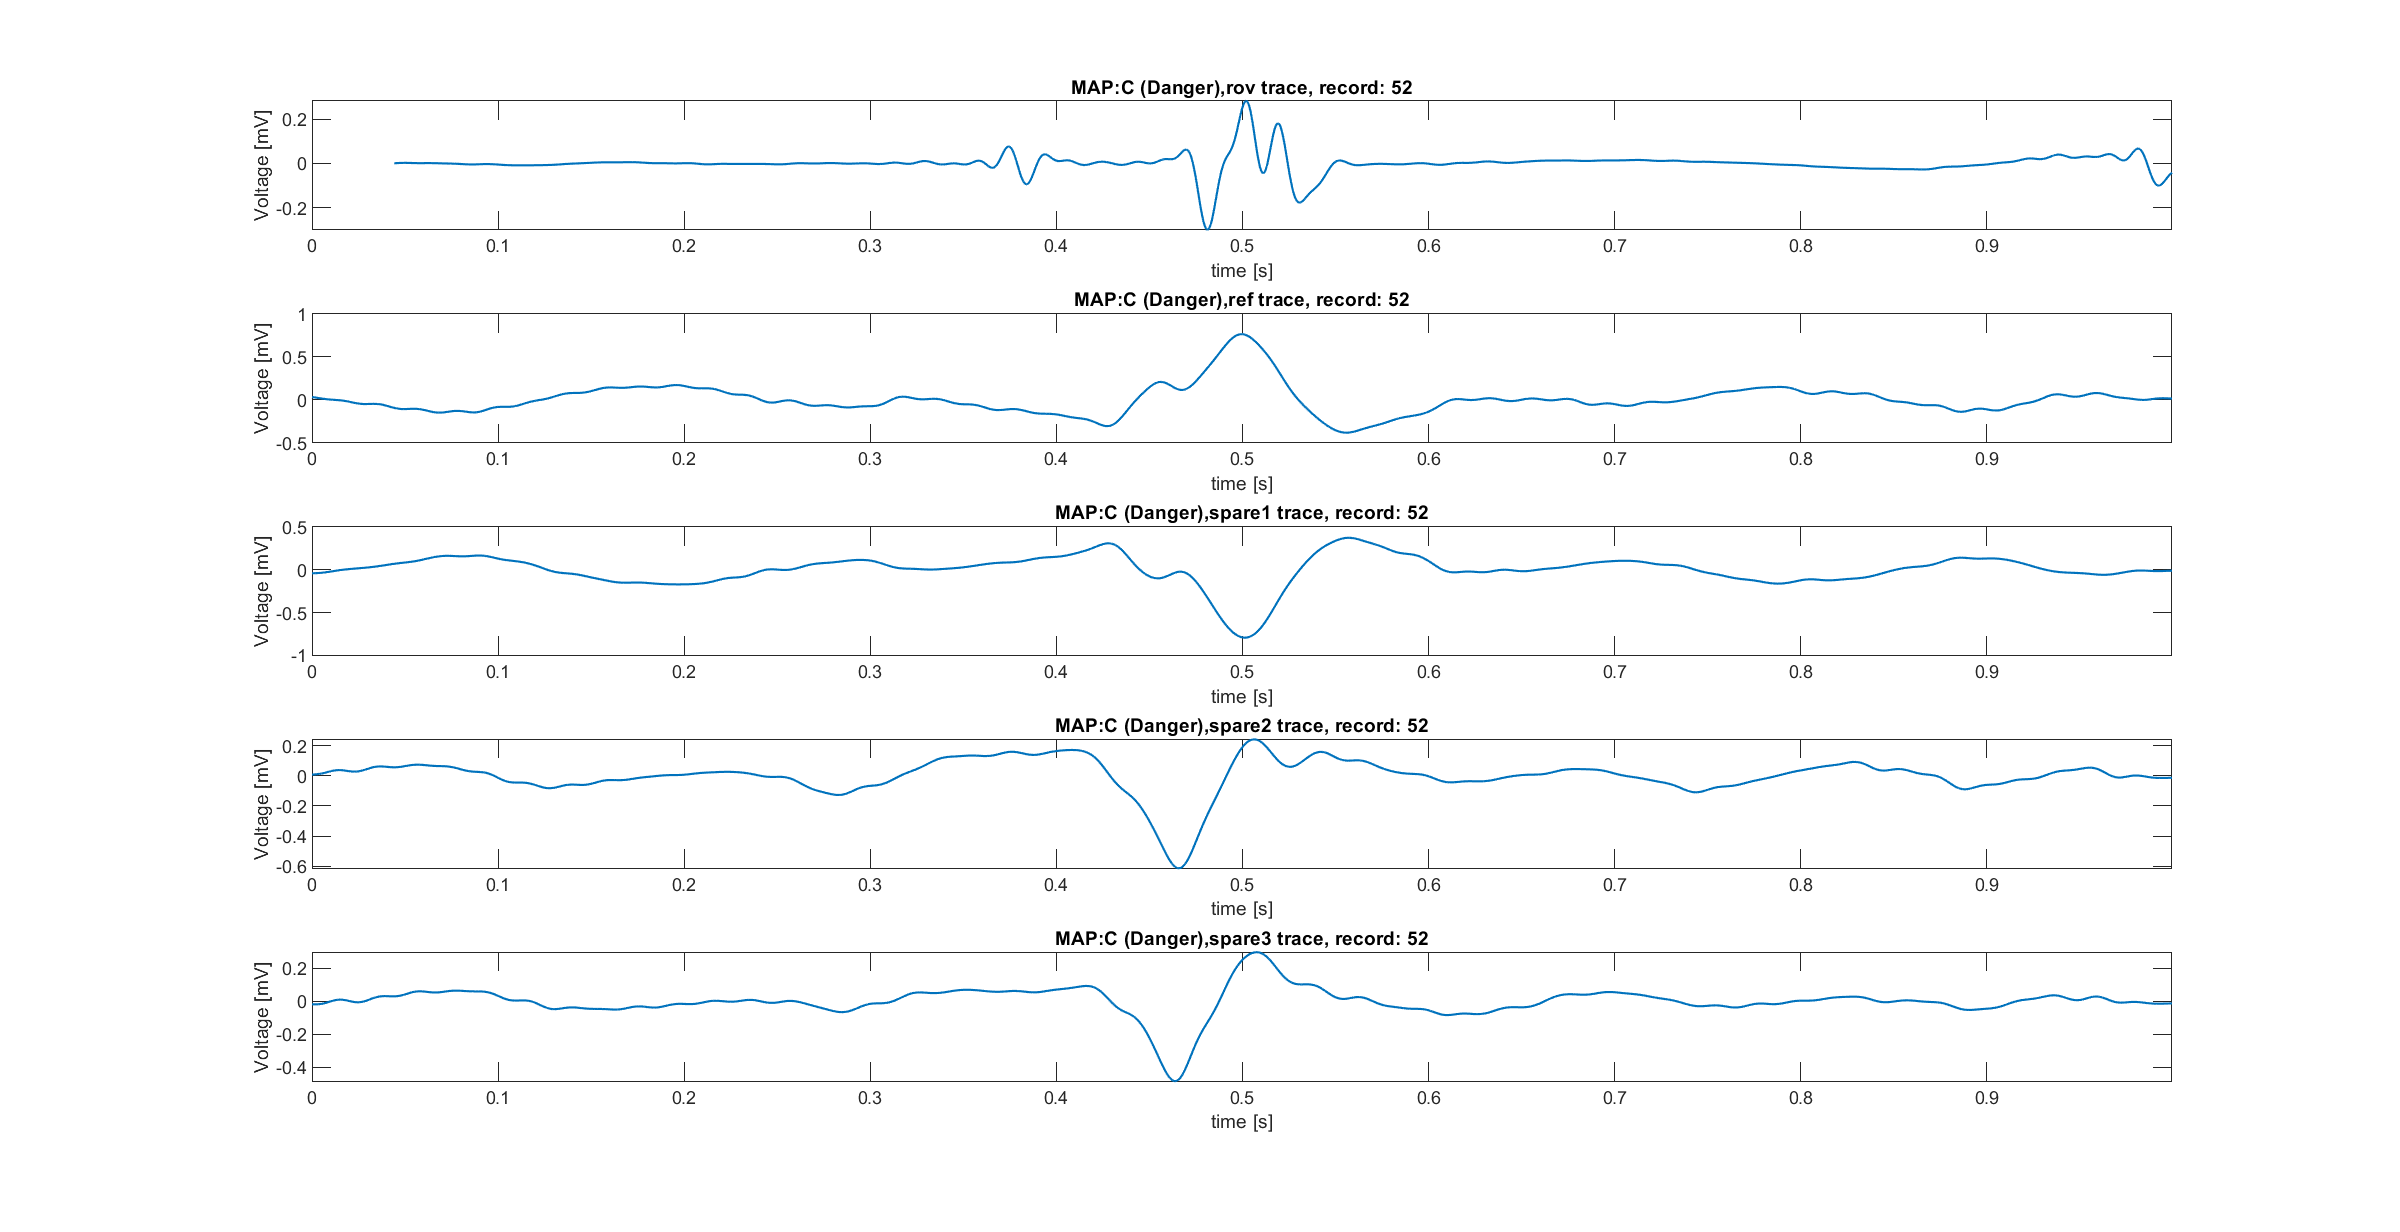 MAP:C (Danger),rov trace, record: 52
Voltage [mV]
0.2
0
-0.2
0 0.1 0.2 0.3 0.4 0.5 0.6 0.7 0.8 0.9
time [s]
MAP:C (Danger),ref trace, record: 52
Voltage [mV]
1
0.5
0
-0.5
0 0.1 0.2 0.3 0.4 0.5 0.6 0.7 0.8 0.9
time [s]
MAP:C (Danger),spare1 trace, record: 52
Voltage [mV]
0.5
0
-0.5
-1
0 0.1 0.2 0.3 0.4 0.5 0.6 0.7 0.8 0.9
time [s]
MAP:C (Danger),spare2 trace, record: 52
Voltage [mV]
0.2
0
-0.2
-0.4
-0.6
0 0.1 0.2 0.3 0.4 0.5 0.6 0.7 0.8 0.9
time [s]
MAP:C (Danger),spare3 trace, record: 52
Voltage [mV]
0.2
0
-0.2
-0.4
0 0.1 0.2 0.3 0.4 0.5 0.6 0.7 0.8 0.9
time [s]